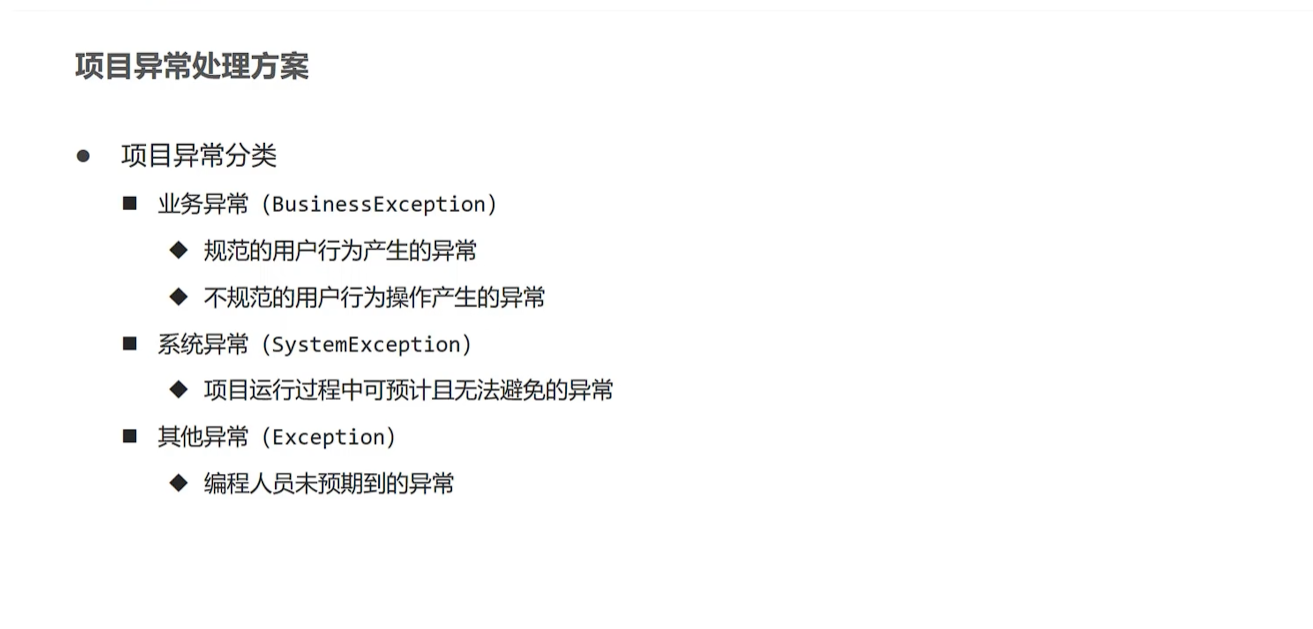 项目异常处理方案
● 项目异常分类
■ 业务异常（BusinessException）
◆ 规范的用户行为产生的异常
◆ 不规范的用户行为操作产生的异常
■ 系统异常（SystemException）
◆ 项目运行过程中可预计且无法避免的异常
■ 其他异常（Exception）
◆ 编程人员未预期到的异常